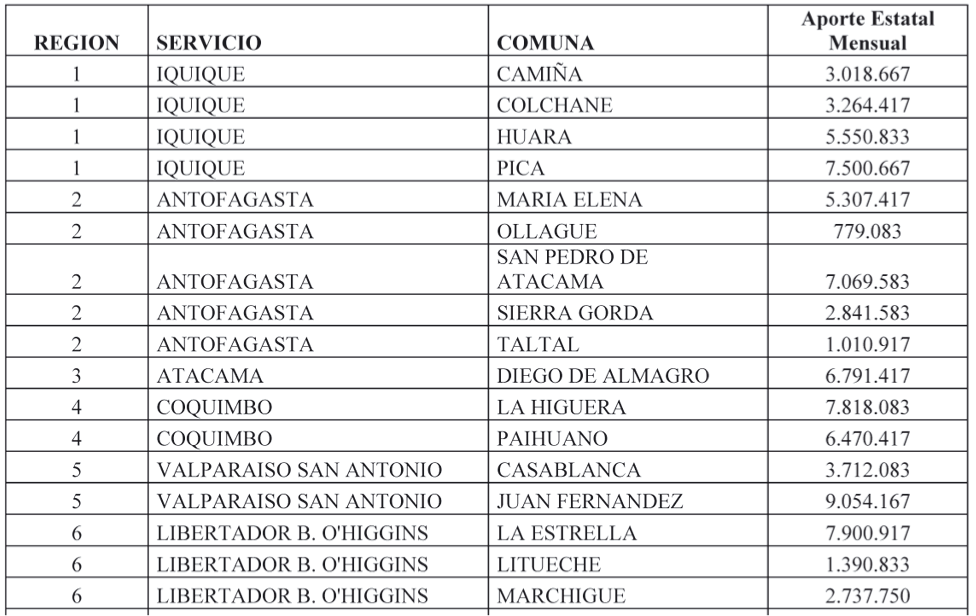 REGION SERVICIO COMUNA Aporte Estatal Mensual
1 IQUIQUE CAMIÑA 3.018.667
1 IQUIQUE COLCHANE 3.264.417
1 IQUIQUE HUARA 5.550.833
1 IQUIQUE PICA 7.500.667
2 ANTOFAGASTA MARIA ELENA 5.307.417
2 ANTOFAGASTA OLLAGUE 779.083
2 ANTOFAGASTA SAN PEDRO DE ATACAMA 7.069.583
2 ANTOFAGASTA SIERRA GORDA 2.841.583
2 ANTOFAGASTA TALTAL 1.010.917
3 ATACAMA DIEGO DE ALMAGRO 6.791.417
4 COQUIMBO LA HIGUERA 7.818.083
4 COQUIMBO PAIHUANO 6.470.417
5 VALPARAISO SAN ANTONIO CASABLANCA 3.712.083
5 VALPARAISO SAN ANTONIO JUAN FERNANDEZ 9.054.167
6 LIBERTADOR B. O'HIGGINS LA ESTRELLA 7.900.917
6 LIBERTADOR B. O'HIGGINS LITUECHE 1.390.833
6 LIBERTADOR B. O'HIGGINS MARCHIGUE 2.737.750